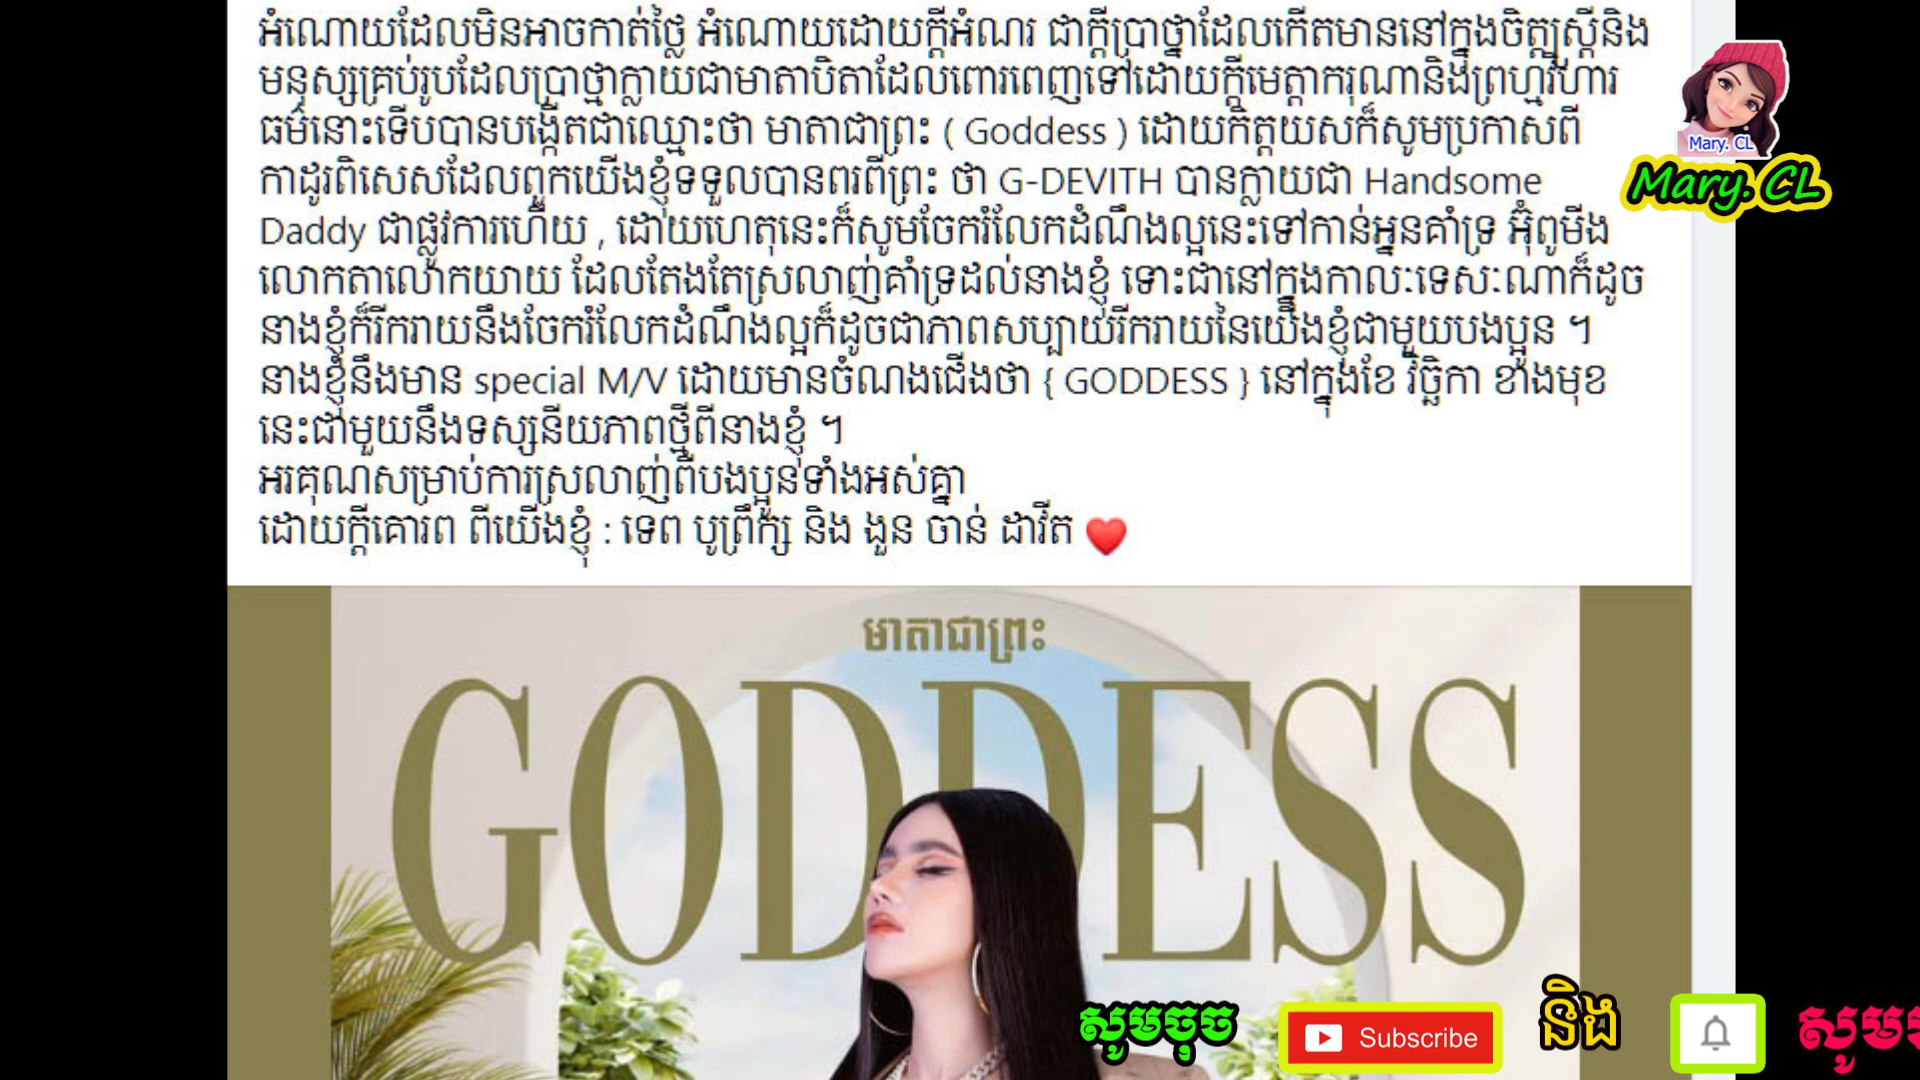 អំណោយដែលមិនអាចកាត់ថ្លៃ អំណោយដោយក្ដីអំណរ ជាក្ដីប្រាថ្នាដែលកើតមាននៅក្នុងចិត្តស្ត្រីនិង
មនុស្សគ្រប់រូបដែលប្រាថ្នាក្លាយជាមាតាបិតាដែលពោរពេញទៅដោយក្ដីមេត្តាករុណានិងព្រហ្មវិហារ
ធម៌នោះទើបបានបង្កើតជាឈ្មោះថា មាតាជាព្រះ ( Goddess ) ដោយកិត្តយសក៏សូមប្រកាសពី
កាដូរពិសេសដែលពួកយើងខ្ញុំទទួលបានពរពីព្រះ ថា G-DEVITH បានក្លាយជា Handsome
Daddy ជាផ្លូវការហើយ , ដោយហេតុនេះក៏សូមចែករំលែកដំណឹងល្អនេះទៅកាន់អ្ននគាំទ្រ អ៊ុំពូមីង
លោកតាលោកយាយ ដែលតែងតែស្រលាញ់គាំទ្រដល់នាងខ្ញុំ ទោះជានៅក្នុងកាលៈទេសៈណាក៏ដូច
នាងខ្ញុំក៏រីករាយនឹងចែករំលែកដំណឹងល្អក៏ដូចជាភាពសប្បាយរីករាយនៃយើងខ្ញុំជាមួយបងប្អូន ។
នាងខ្ញុំនឹងមាន special M/V ដោយមានចំណងជើងថា { GODDESS } នៅក្នុងខែ វិច្ឆិកា ខាងមុខ
នេះជាមួយនឹងទស្សនីយភាពថ្មីពីនាងខ្ញុំ ។
អរគុណសម្រាប់ការស្រលាញ់ពីបងប្អូនទាំងអស់គ្នា
ដោយក្ដីគោរព ពីយើងខ្ញុំ : ទេព បូព្រឹក្ស និង ងួន ចាន់ ដាវីត ❤️
Mary. CL
Mary. CL
មាតាជាព្រះ
GODDESS
សូមចុច
Subscribe
និង